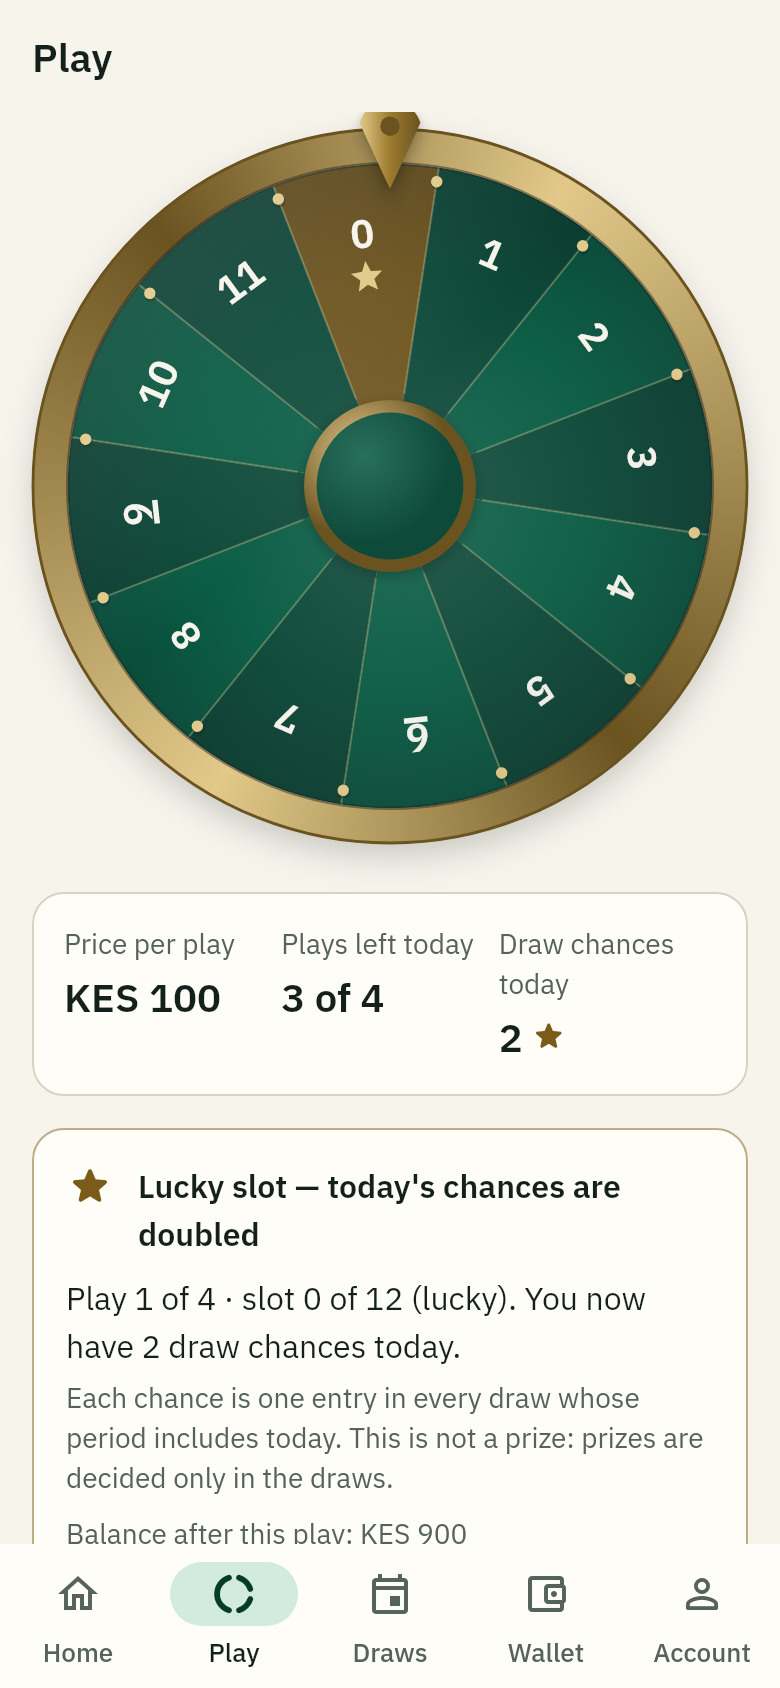 Play
0
1
2
3
4
5
6
7
8
9
10
11
Price per play
KES 100
Plays left today
3 of 4
Draw chances
today
2
Lucky slot — today's chances are
doubled
Play 1 of 4 · slot 0 of 12 (lucky). You now
have 2 draw chances today.
Each chance is one entry in every draw whose
period includes today. This is not a prize: prizes are
decided only in the draws.
Balance after this play: KES 900
Home
Play
Draws
Wallet
Account